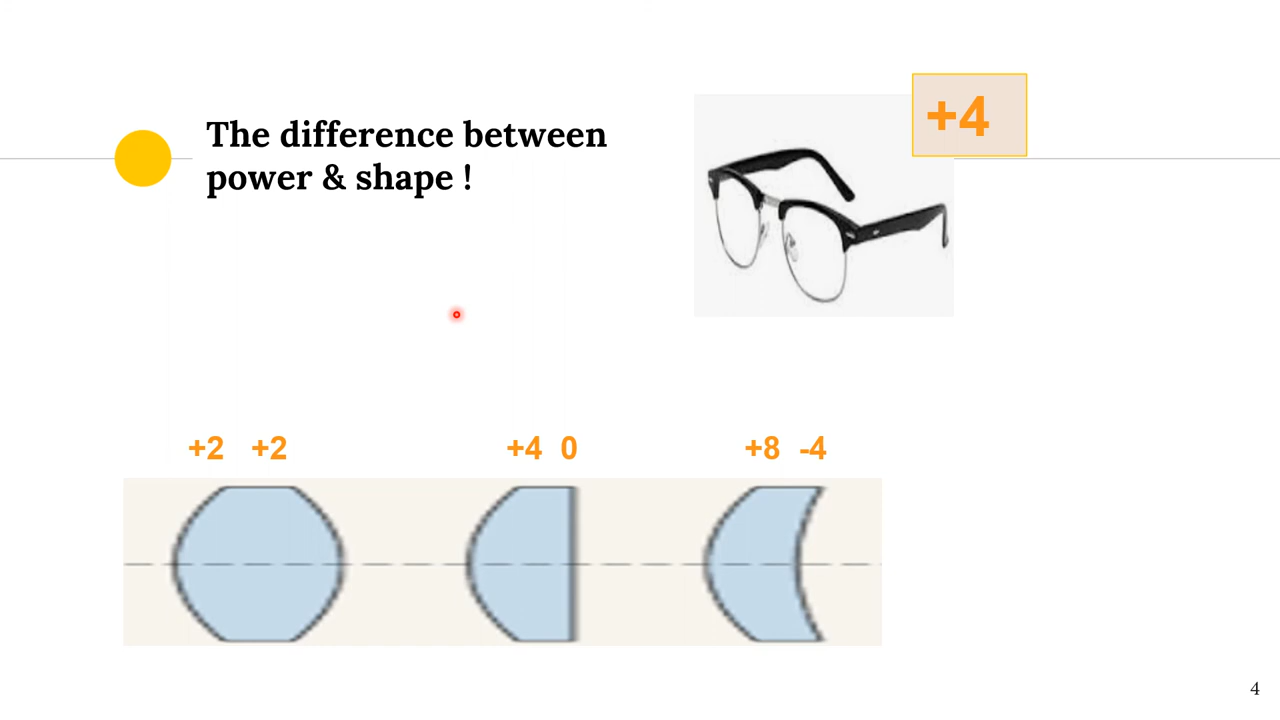 The difference between
power & shape !
+4
+2 +2
+4 0
+8 -4
4